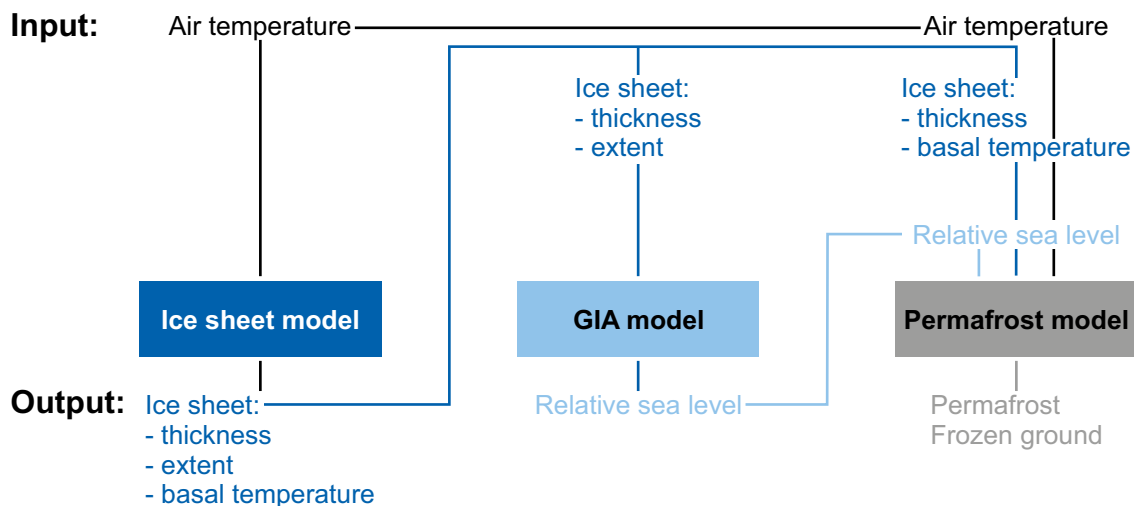 Input: Air temperature Air temperature
Ice sheet:
- thickness
- extent
Ice sheet:
- thickness
- basal temperature
Relative sea level
Ice sheet model
GIA model
Permafrost model
Output: Ice sheet:
- thickness
- extent
- basal temperature
Relative sea level
Permafrost
Frozen ground